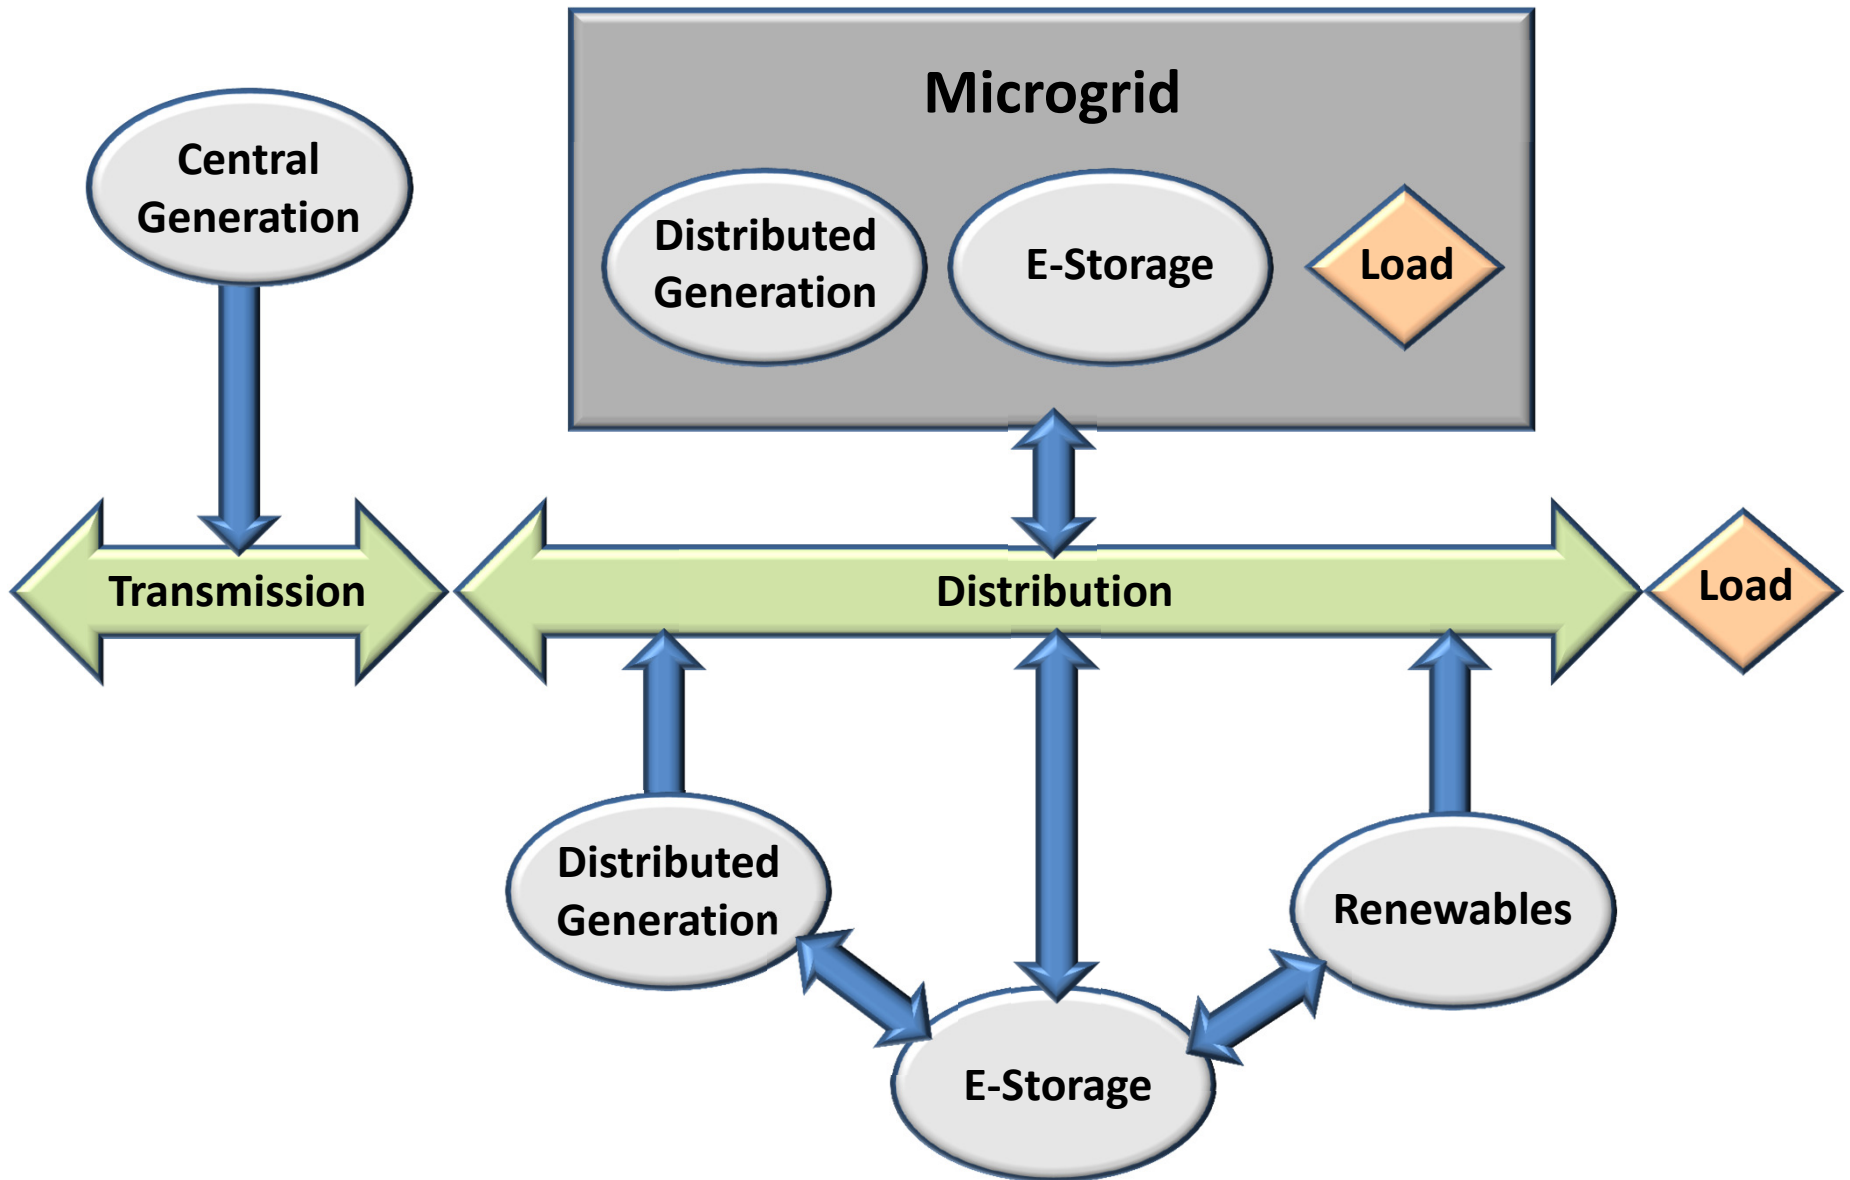 Microgrid
Central
Generation
Distributed
Generation
E-Storage
Load
Transmission
Distribution
Load
Distributed
Generation
Renewables
E-Storage